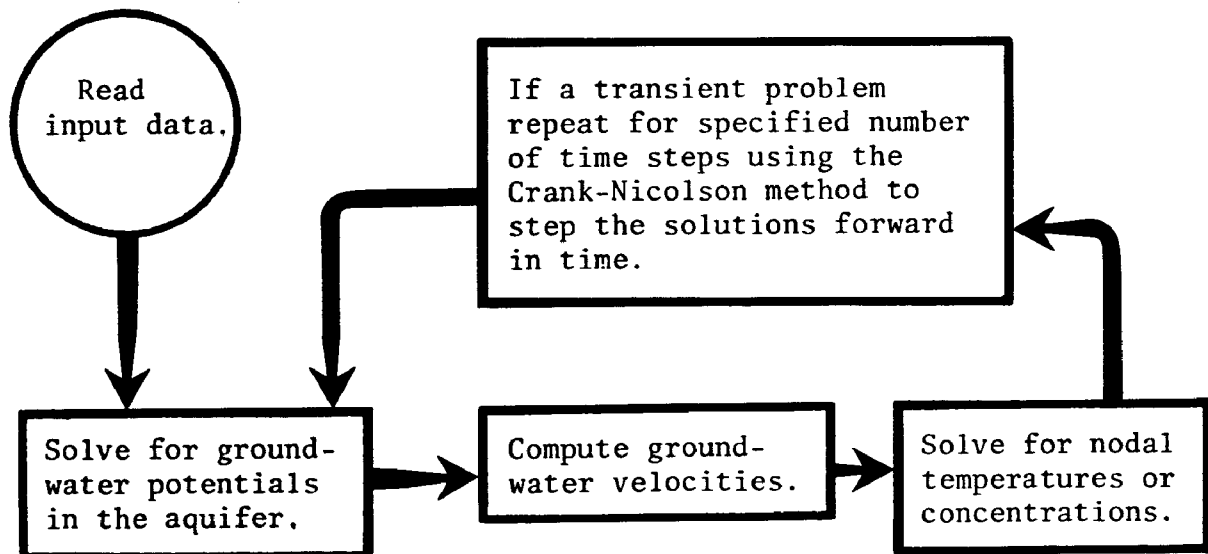 Read
input data.
If a transient problem
repeat for specified number
of time steps using the
Crank-Nicolson method to
step the solutions forward
in time.
Solve for ground-
water potentials
in the aquifer.
Compute ground-
water velocities.
Solve for nodal
temperatures or
concentrations.